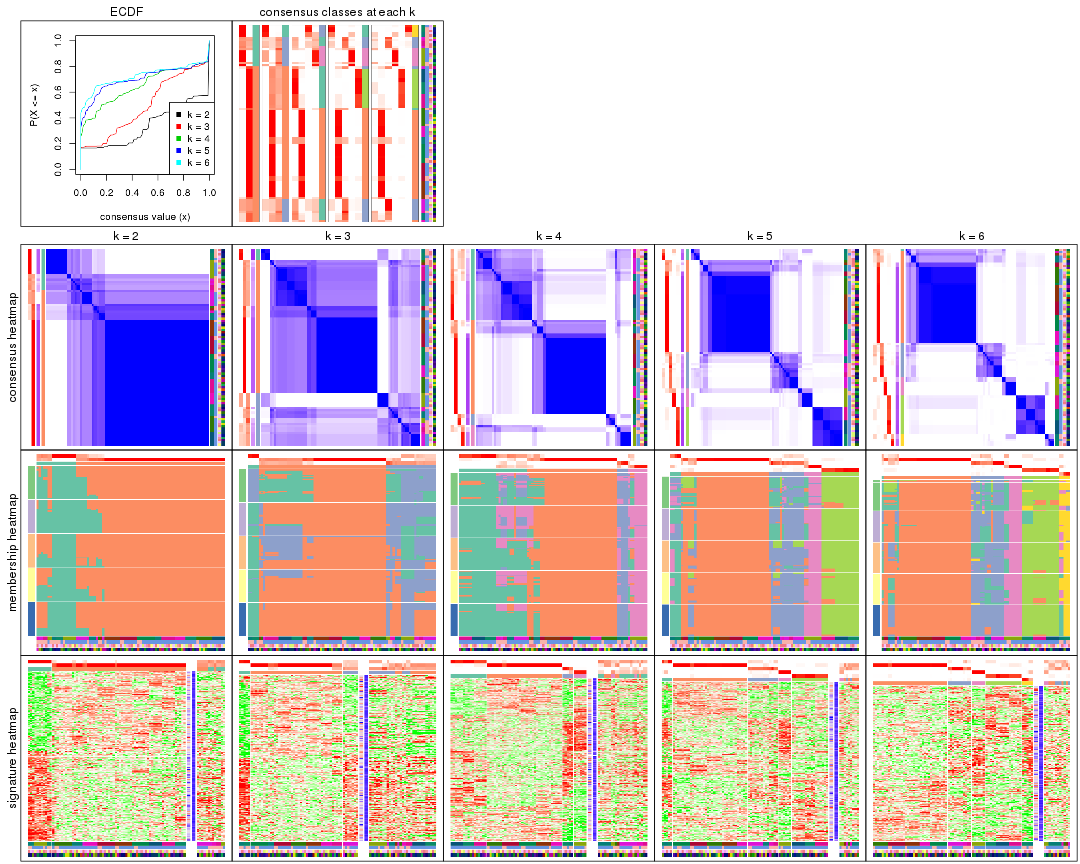 ECDF
consensus classes at each k
P(X <= x)
0.0 0.2 0.4 0.6 0.8 1.0
k = 2
k = 3
k = 4
k = 5
k = 6
0.0 0.2 0.4 0.6 0.8 1.0
consensus value (x)
k = 2
k = 3
k = 4
k = 5
k = 6
consensus heatmap
membership heatmap
signature heatmap